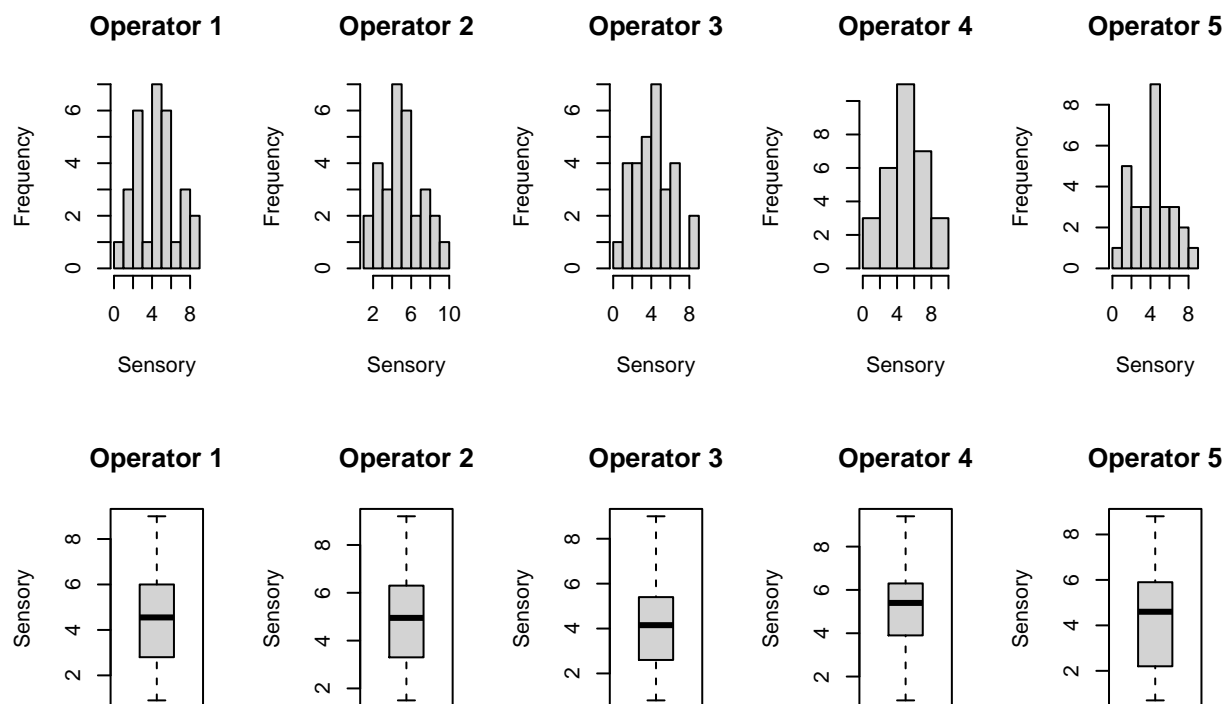 Operator 1 Operator 2 Operator 3 Operator 4 Operator 5
Frequency Frequency Frequency Frequency Frequency
6 6 6 10 8
4 4 4 6 6
2 2 2 4 4
0 0 0 2 2
0 0
0 4 8 2 6 10 0 4 8 0 4 8 0 4 8
Sensory Sensory Sensory Sensory Sensory
Operator 1 Operator 2 Operator 3 Operator 4 Operator 5
Sensory Sensory Sensory Sensory Sensory
8 8 8 8 8
6 6 6 6 6
4 4 4 4 4
2 2 2 2 2